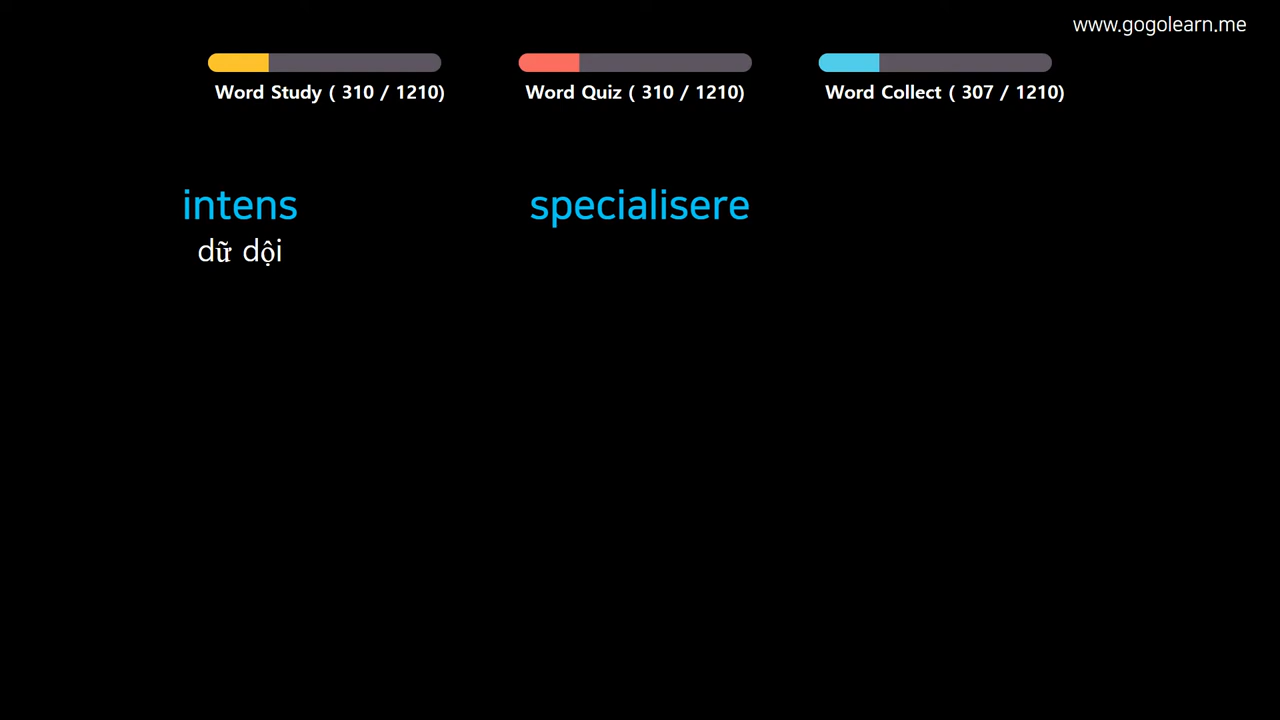 www.gogolearn.me
Word Study ( 310 / 1210)
Word Quiz ( 310 / 1210)
Word Collect ( 307 / 1210)
intens
dữ dội
specialisere